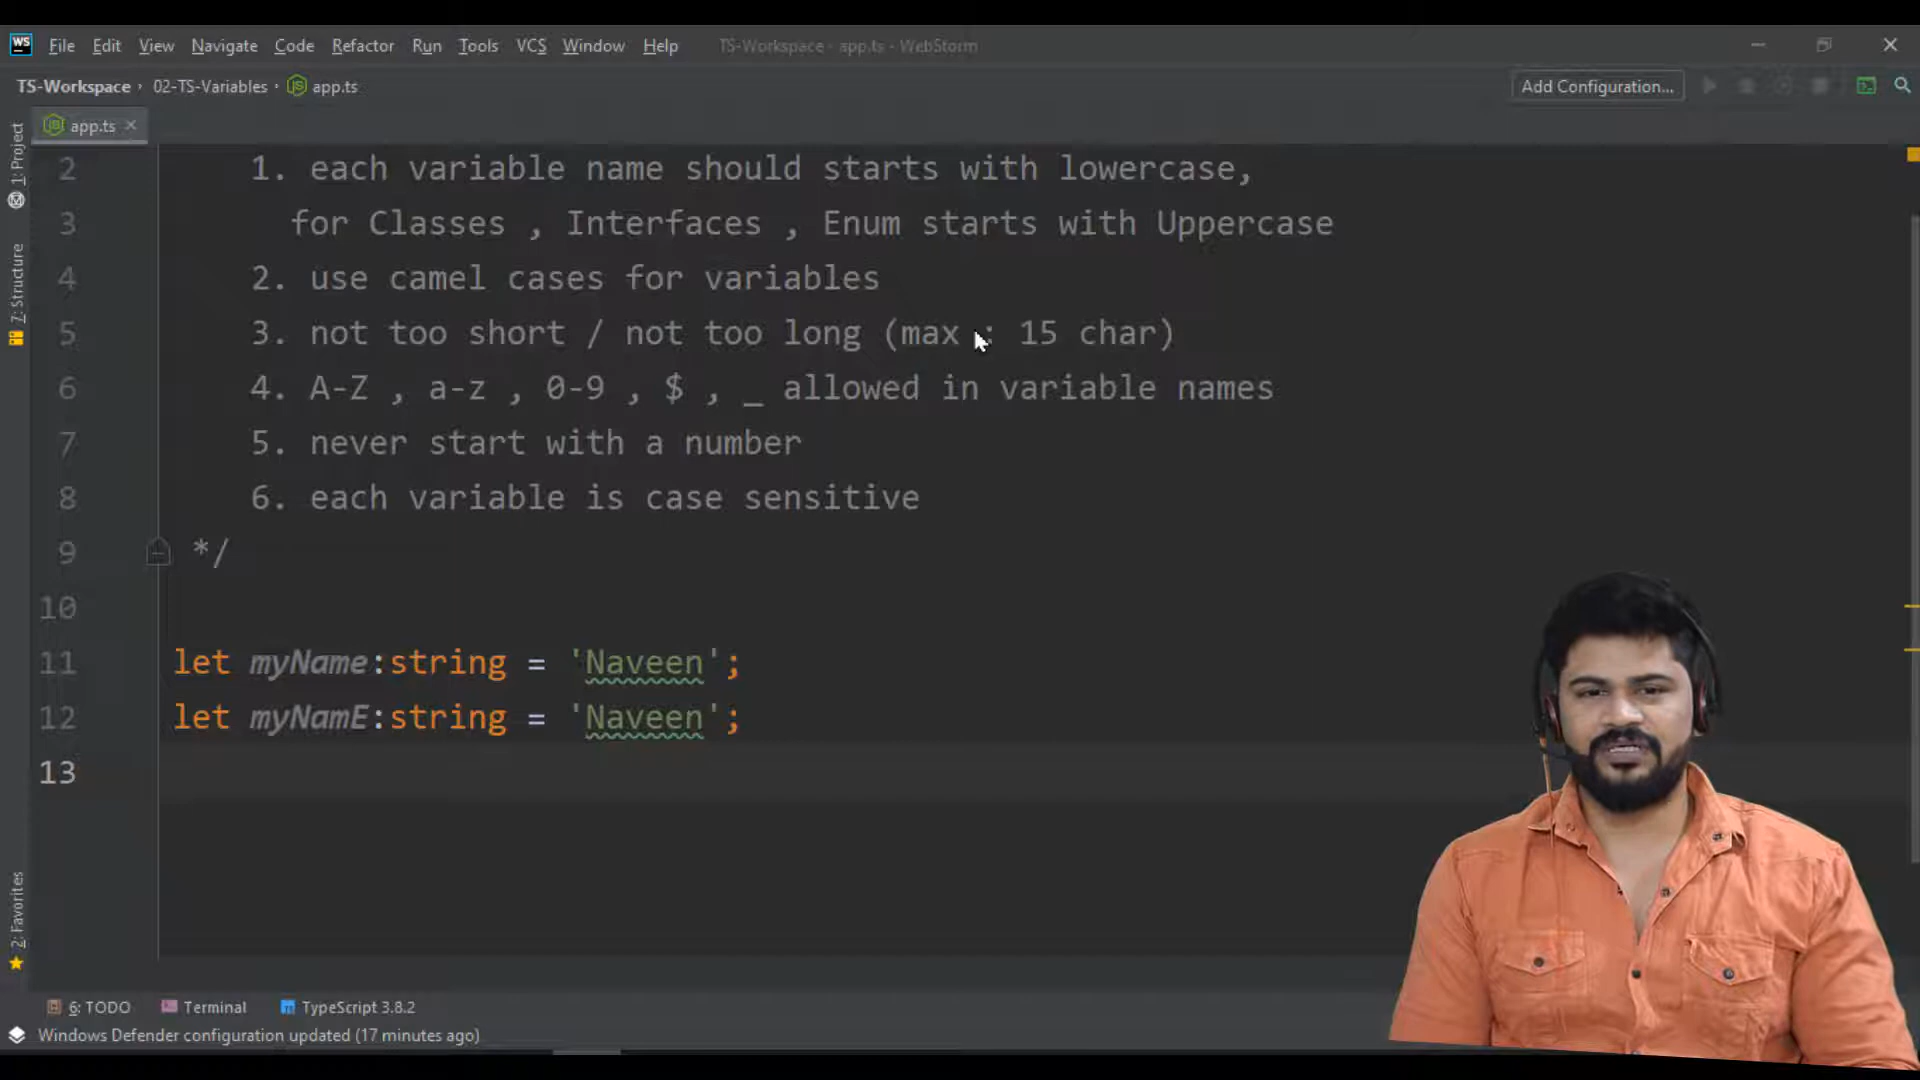 WS File Edit View Navigate Code Refactor Run Tools VCS Window Help TS-Workspace - app.ts - WebStorm
TS-Workspace › 02-TS-Variables › app.ts Add Configuration...
app.ts
1: Project
7: Structure
2: Favorites
2 1. each variable name should starts with lowercase,
3 for Classes , Interfaces , Enum starts with Uppercase
4 2. use camel cases for variables
5 3. not too short / not too long (max : 15 char)
6 4. A-Z , a-z , 0-9 , $ , _ allowed in variable names
7 5. never start with a number
8 6. each variable is case sensitive
9 */
10
11 let myName:string = 'Naveen';
12 let myNamE:string = 'Naveen';
13
6: TODO Terminal TypeScript 3.8.2
Windows Defender configuration updated (17 minutes ago)